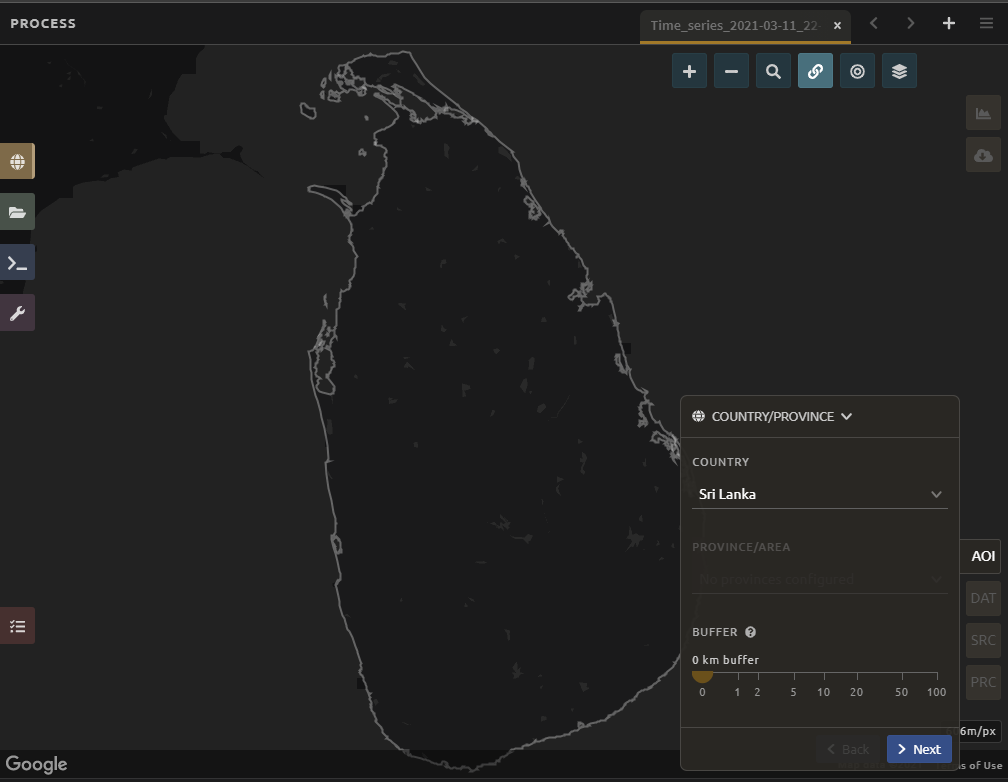 PROCESS
Time_series_2021-03-11_22-
COUNTRY/PROVINCE
COUNTRY
Sri Lanka
PROVINCE/AREA
No provinces configured
BUFFER
0 km buffer
0 1 2 5 10 20 50 100
Back Next
AOI
DAT
SRC
PRC
6m/px
Google
s of Use